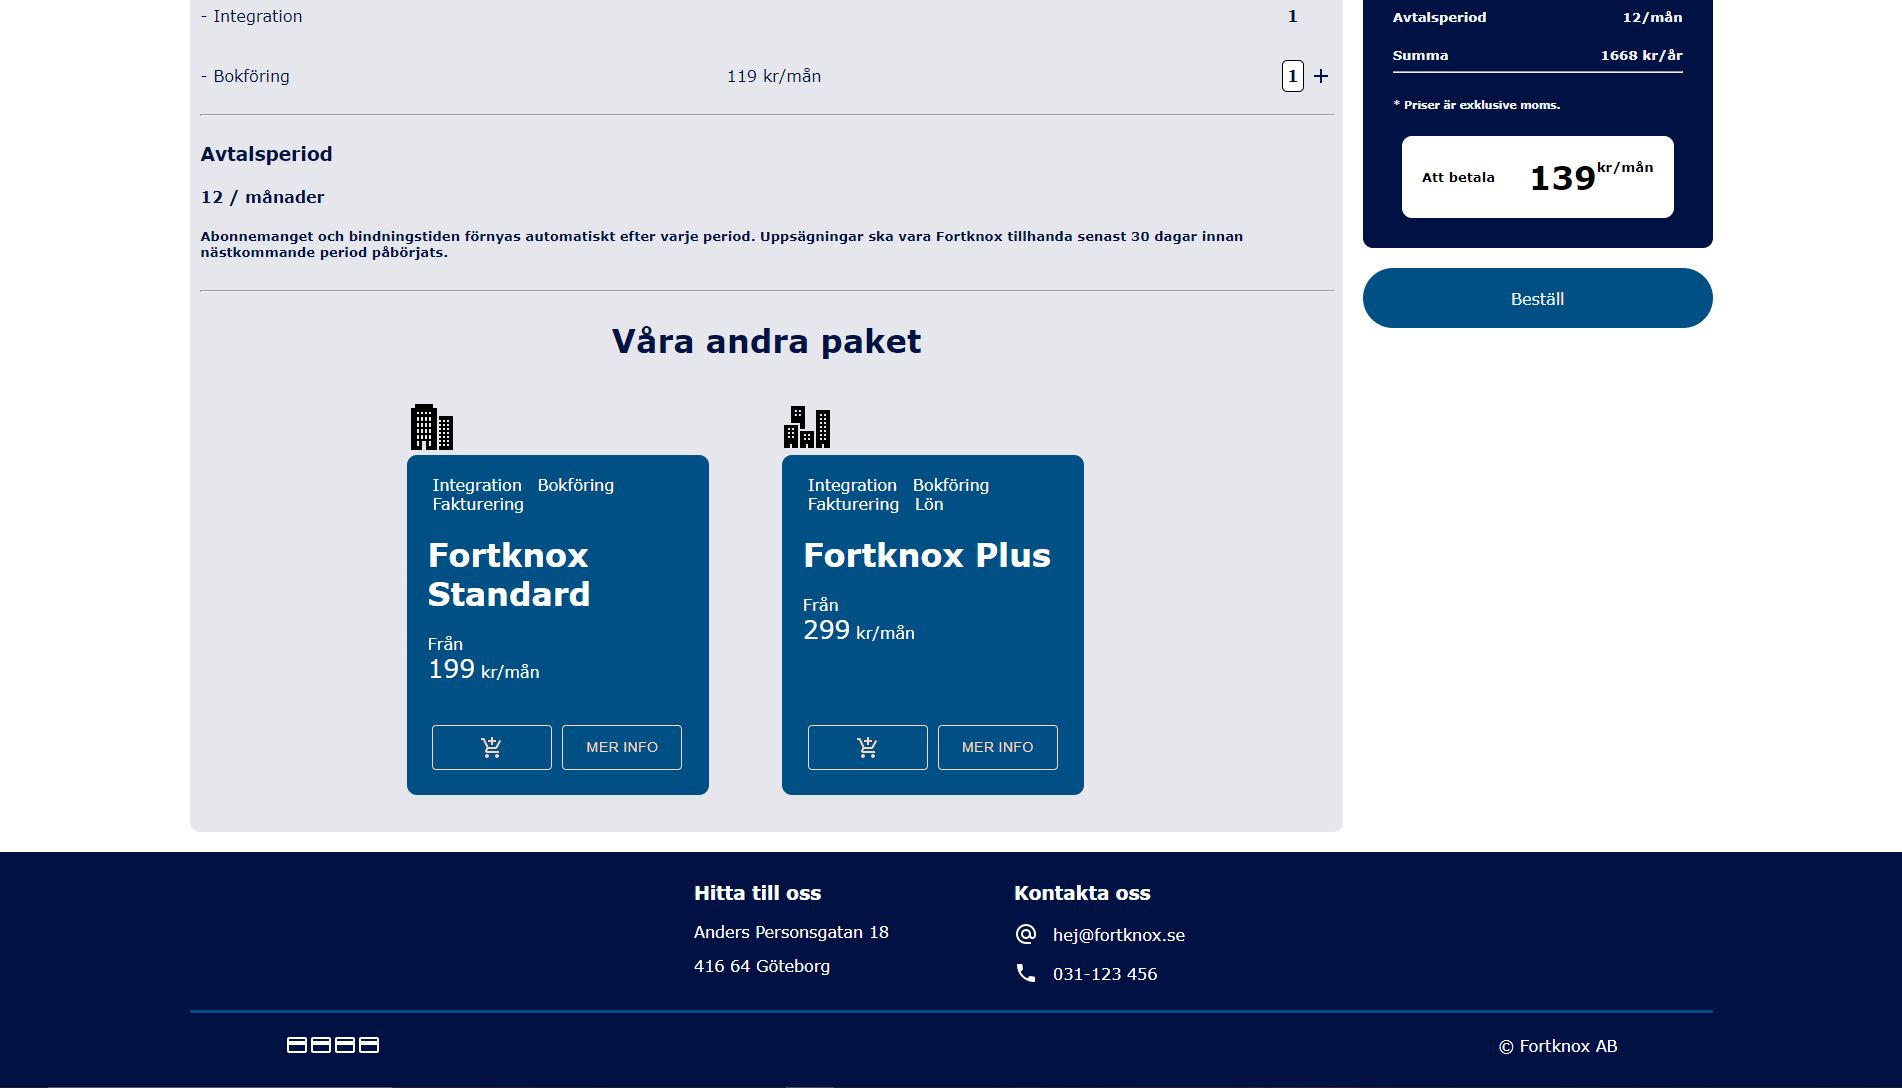 - Integration 1
- Bokföring 119 kr/mån 1 +
Avtalsperiod
12 / månader
Abonnemanget och bindningstiden förnyas automatiskt efter varje period. Uppsägningar ska vara Fortknox tillhanda senast 30 dagar innan
nästkommande period påbörjats.
Avtalsperiod 12/mån
Summa 1668 kr/år
* Priser är exklusive moms.
Att betala 139 kr/mån
Beställ
Våra andra paket
Integration Bokföring
Fakturering
Fortknox
Standard
Från
199 kr/mån
MER INFO
Integration Bokföring
Fakturering Lön
Fortknox Plus
Från
299 kr/mån
MER INFO
Hitta till oss
Anders Personsgatan 18
416 64 Göteborg
Kontakta oss
hej@fortknox.se
031-123 456
© Fortknox AB